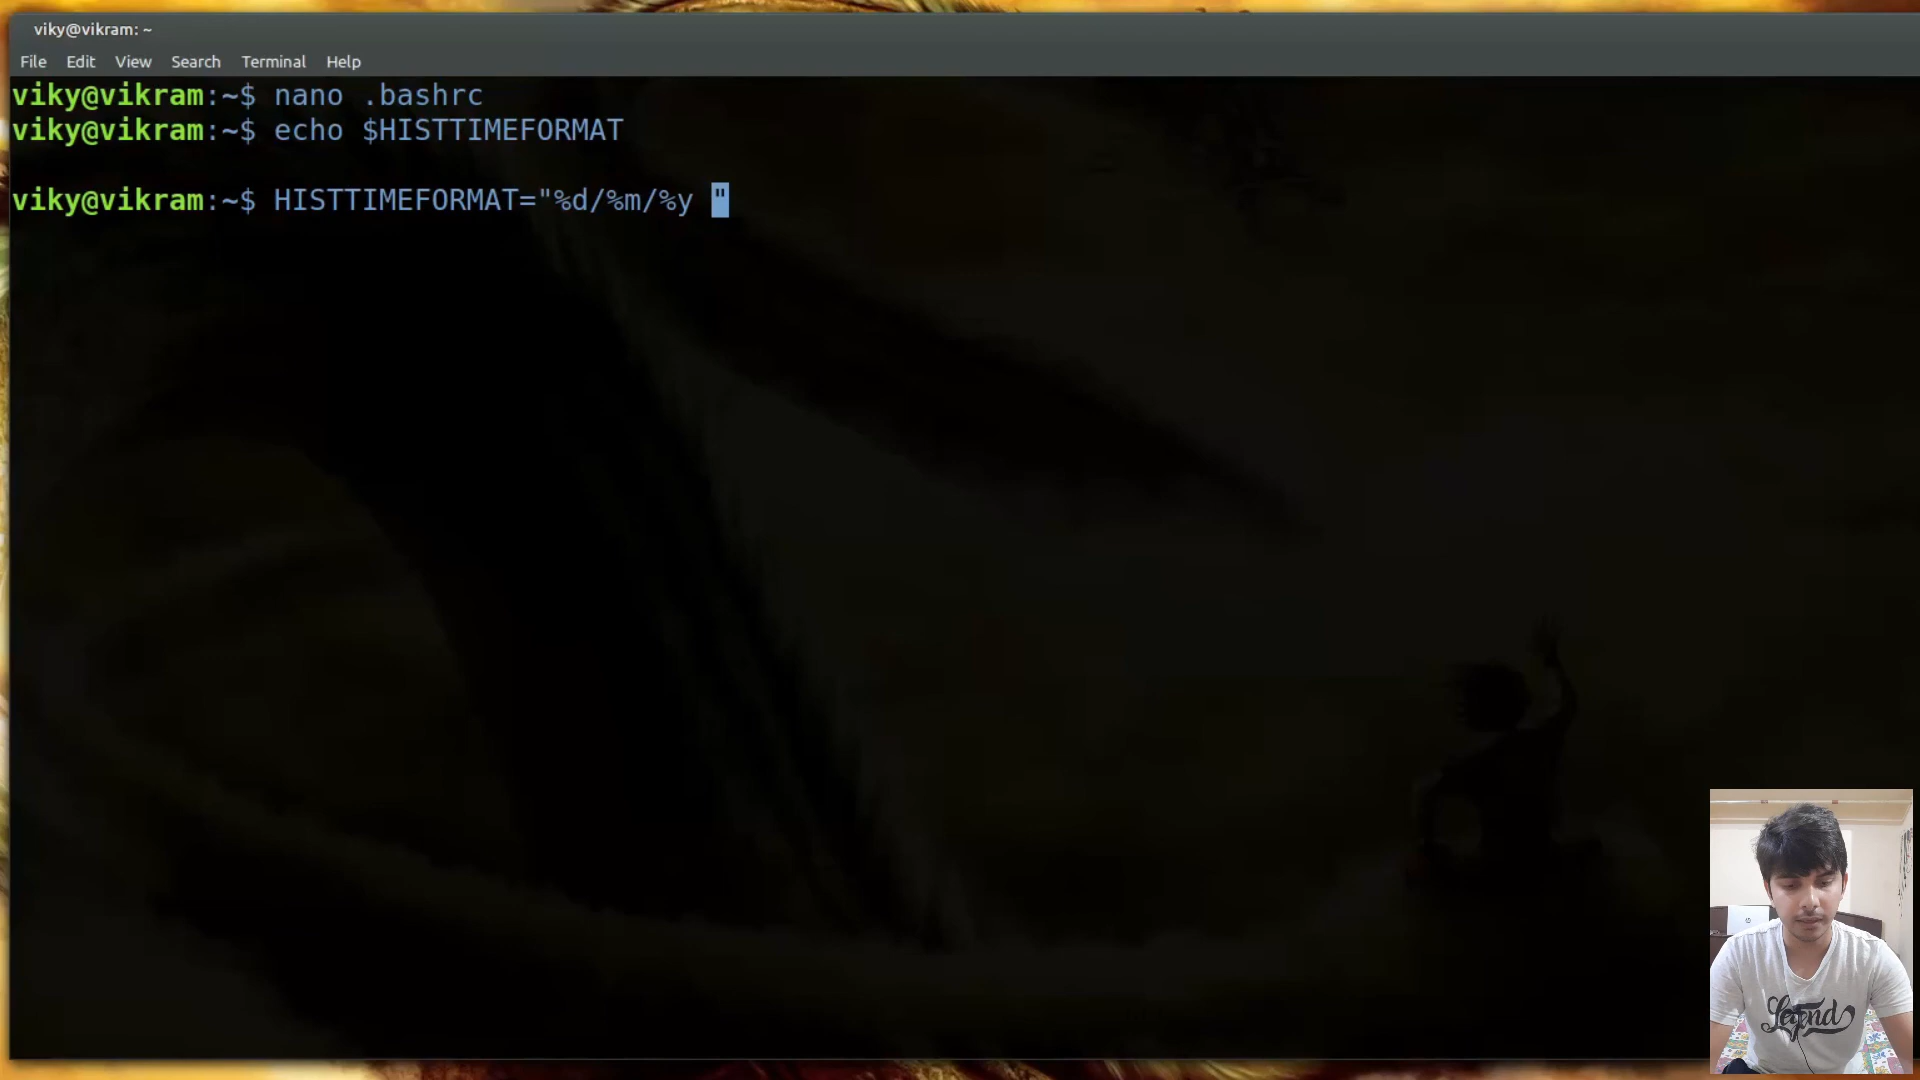 viky@vikram: ~
File Edit View Search Terminal Help
viky@vikram:~$ nano .bashrc
viky@vikram:~$ echo $HISTTIMEFORMAT
viky@vikram:~$ HISTTIMEFORMAT="%d/%m/%y "
Legend